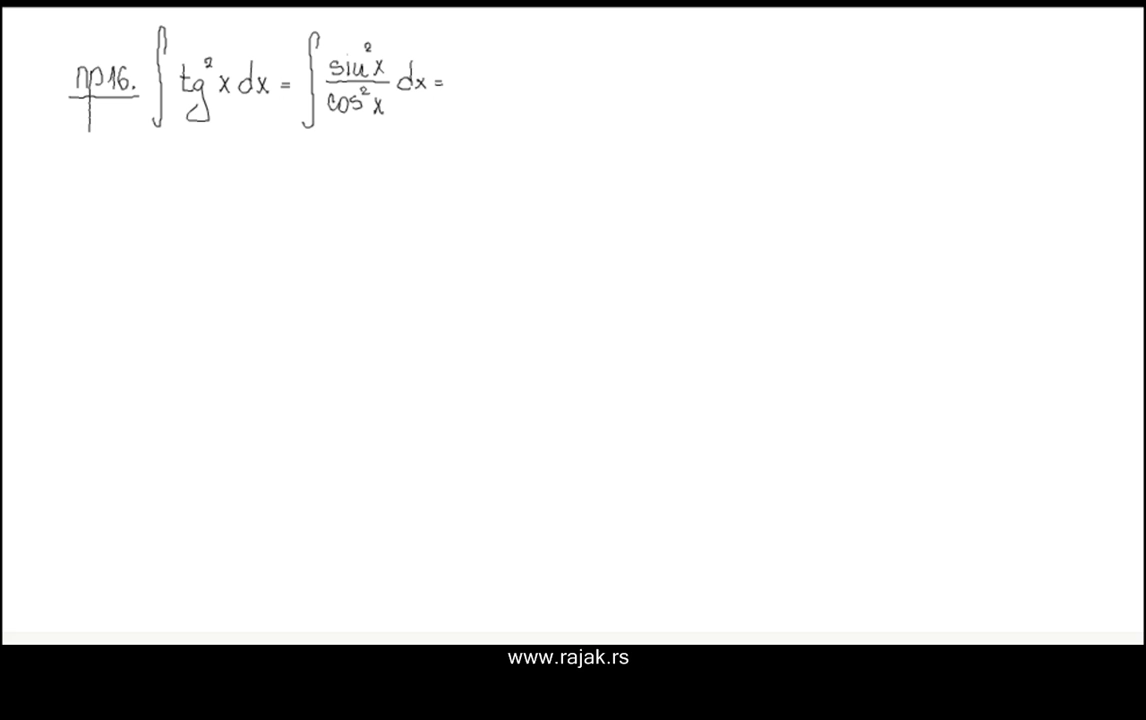 пр16. ∫ tg²x dx = ∫ sin²x/cos²x dx =
www.rajak.rs